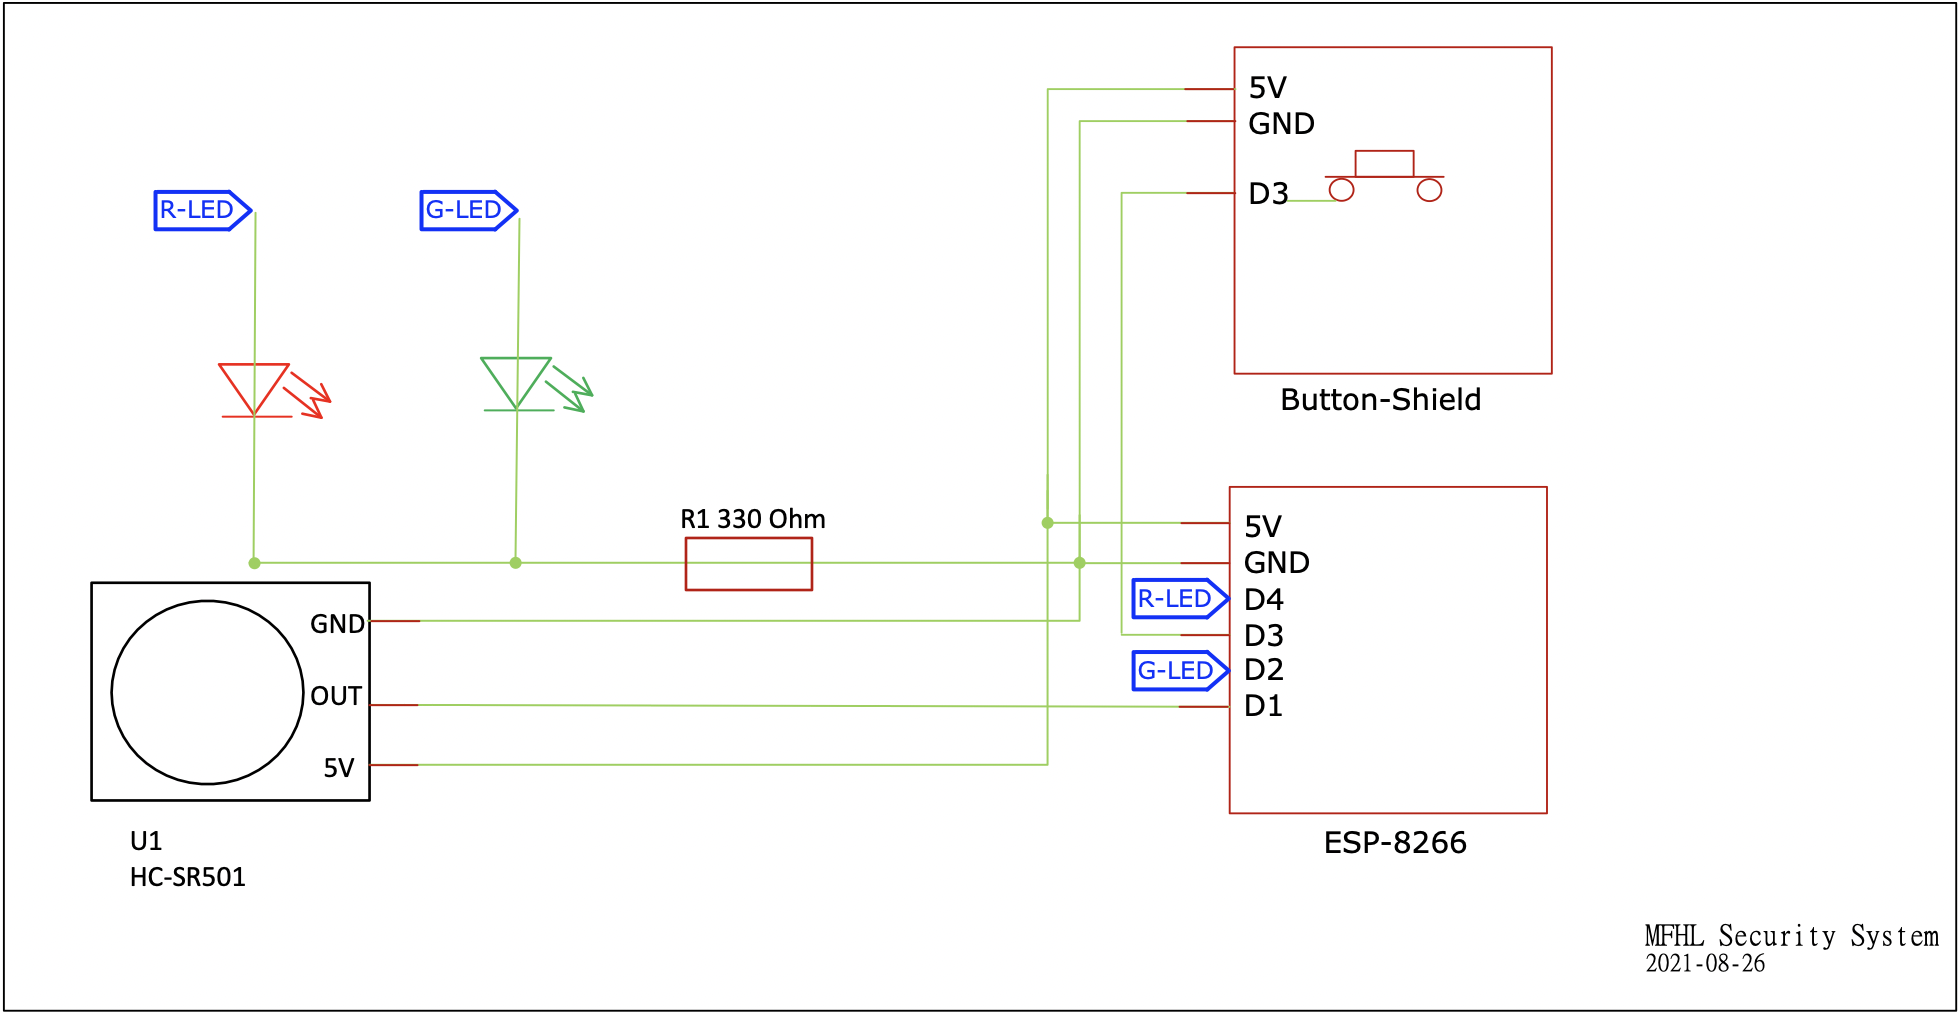 5V
GND
D3
Button-Shield
R-LED
G-LED
R1 330 Ohm
5V
GND
R-LED
D4
D3
G-LED
D2
D1
ESP-8266
GND
OUT
5V
U1
HC-SR501
MFHL Security System
2021-08-26